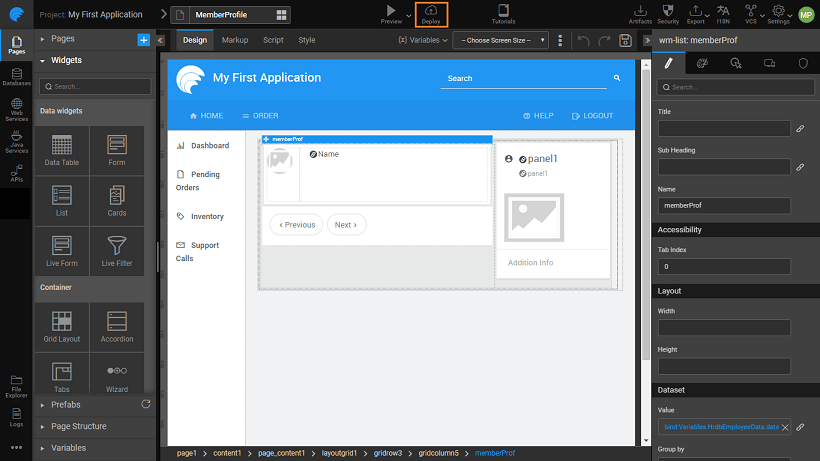 Project: My First Application
MemberProfile
Preview
Deploy
Tutorials
Artifacts
Security
Export
I18N
VCS
Settings
MP
Pages
Databases
Web
Services
Java
Services
APIs
File
Explorer
Logs
Pages
Widgets
Search...
Data widgets
Data Table
Form
List
Cards
Live Form
Live Filter
Container
Grid Layout
Accordion
Tabs
Wizard
Prefabs
Page Structure
Variables
Design
Markup
Script
Style
(x) Variables
-- Choose Screen Size --
My First Application
Search
HOME
ORDER
HELP
LOGOUT
Dashboard
Pending
Orders
Inventory
Support
Calls
memberProf
Name
‹ Previous
Next ›
panel1
panel1
Addition Info
page1 > content1 > page_content1 > layoutgrid1 > gridrow3 > gridcolumn5 > memberProf
wm-list: memberProf
Search...
Title
Sub Heading
Name
memberProf
Accessibility
Tab Index
0
Layout
Width
Height
Dataset
Value
bind:Variables.HrdbEmployeeData.data
Group by